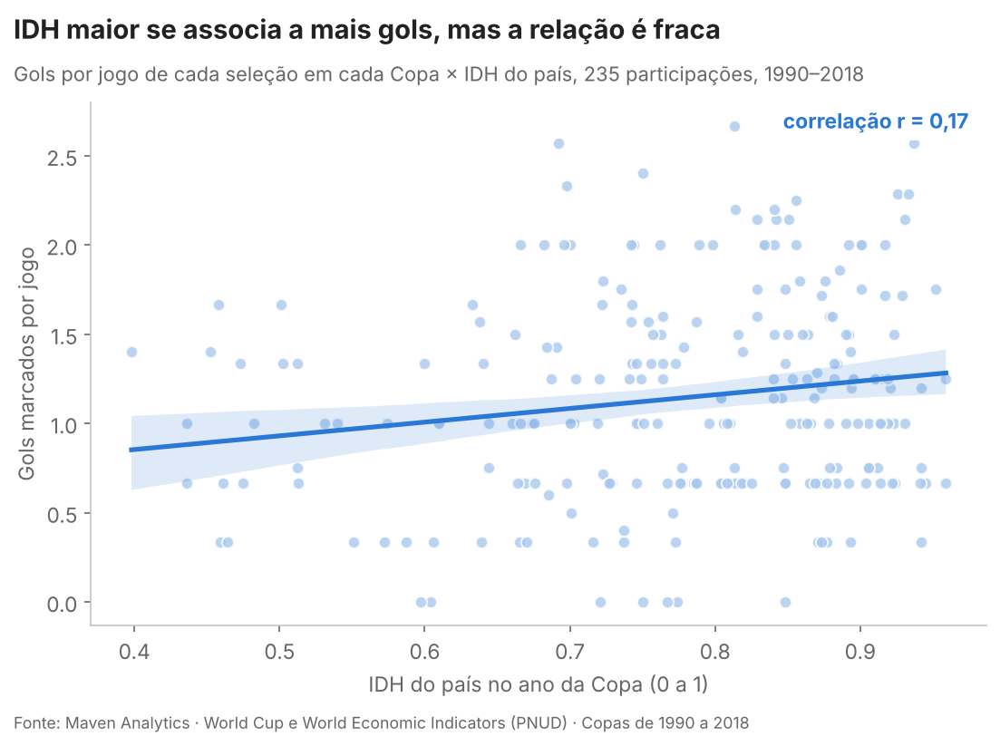 IDH maior se associa a mais gols, mas a relação é fraca
Gols por jogo de cada seleção em cada Copa × IDH do país, 235 participações, 1990–2018
correlação r = 0,17
Gols marcados por jogo
2.5
2.0
1.5
1.0
0.5
0.0
0.4 0.5 0.6 0.7 0.8 0.9
IDH do país no ano da Copa (0 a 1)
Fonte: Maven Analytics · World Cup e World Economic Indicators (PNUD) · Copas de 1990 a 2018